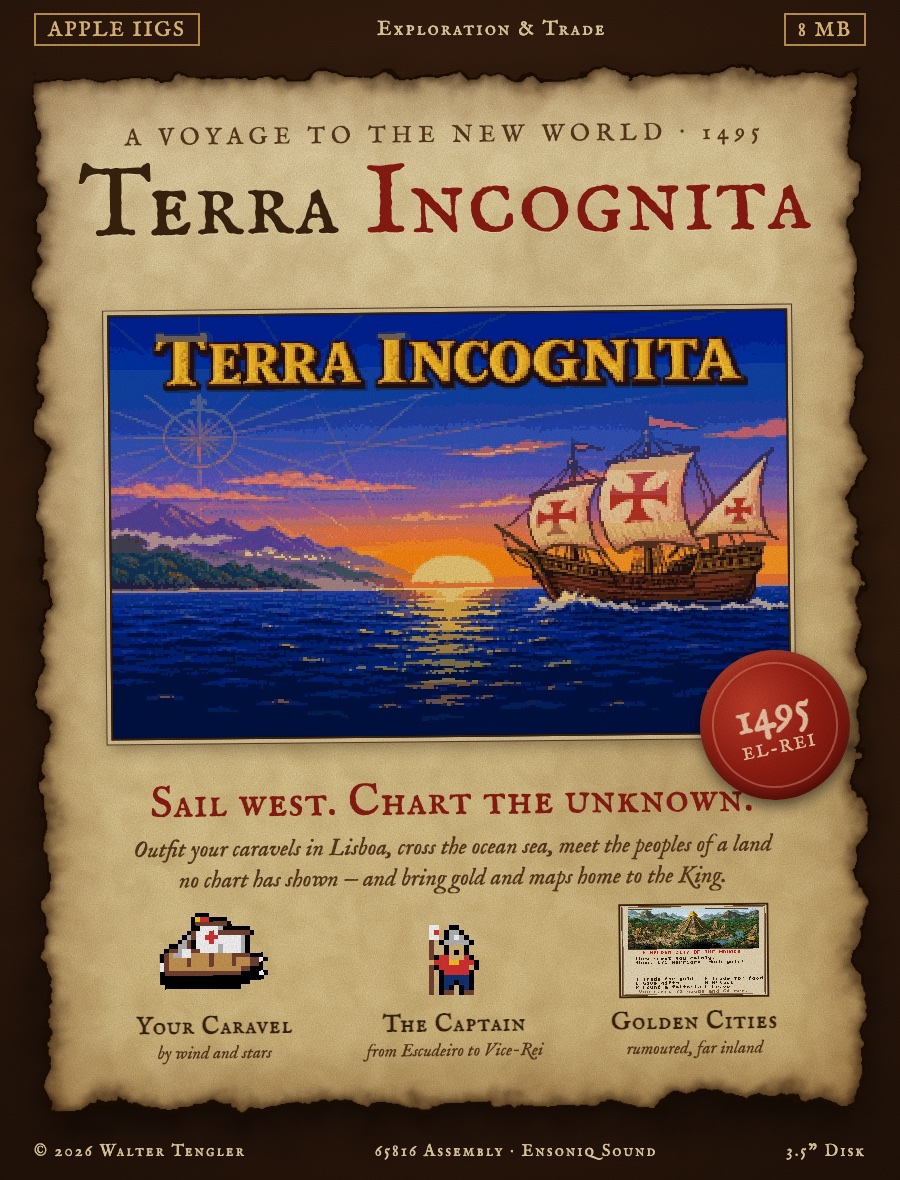 APPLE IIGS
Exploration & Trade
8 MB
A VOYAGE TO THE NEW WORLD · 1495
Terra Incognita
Terra Incognita
1495
EL-REI
Sail west. Chart the unknown.
Outfit your caravels in Lisboa, cross the ocean sea, meet the peoples of a land
no chart has shown – and bring gold and maps home to the King.
Your Caravel
by wind and stars
The Captain
from Escudeiro to Vice-Rei
Golden Cities
rumoured, far inland
© 2026 Walter Tengler
65816 Assembly · Ensoniq Sound
3.5" Disk